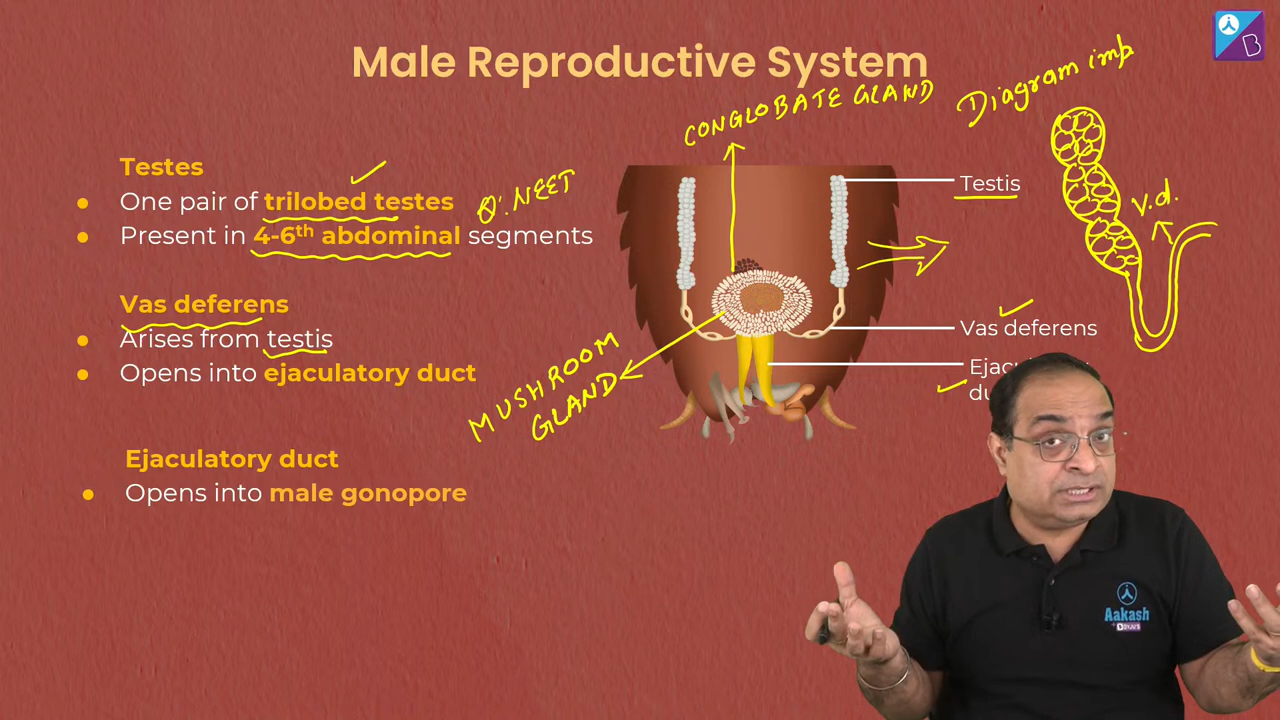 Male Reproductive System
CONGLOBATE GLAND
Diagram imp
Testes
One pair of trilobed testes
Q. NEET
Present in 4-6th abdominal segments
Testis
v.d.
Vas deferens
Arises from testis
Opens into ejaculatory duct
Vas deferens
MUSHROOM
GLAND
Ejaculatory duct
Opens into male gonopore
Aakash
BYJU'S
B